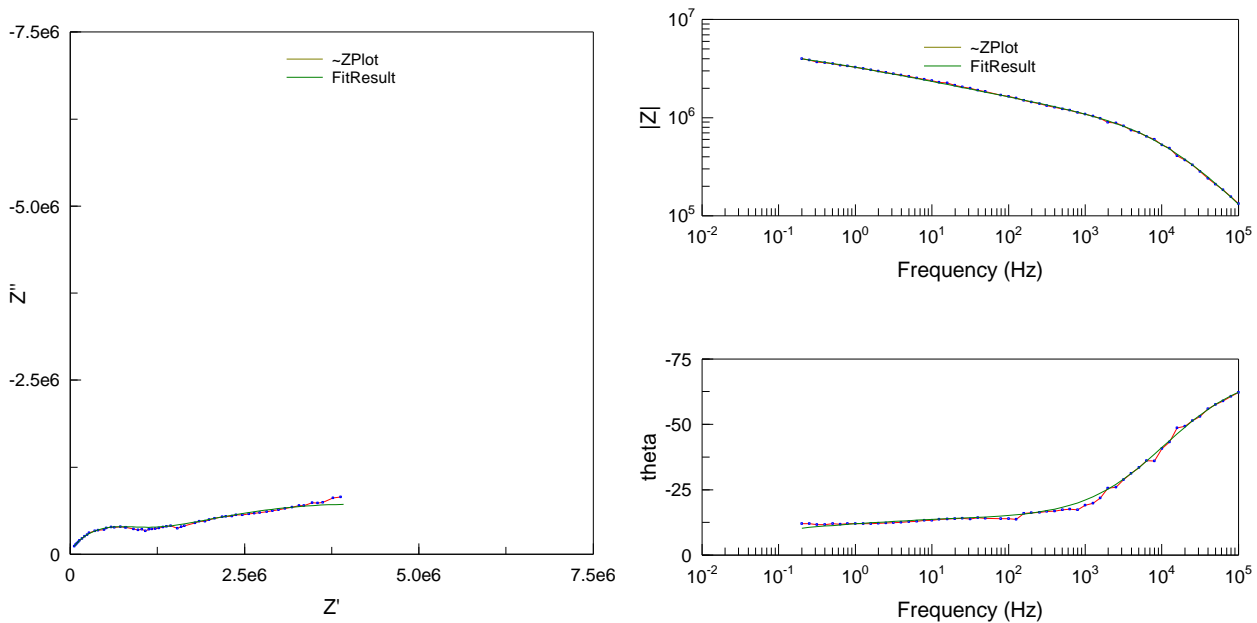 -7.5e6
-5.0e6
-2.5e6
0
Z''
0
2.5e6
5.0e6
7.5e6
Z'
~ZPlot
FitResult
10^7
10^6
10^5
|Z|
10^-2
10^-1
10^0
10^1
10^2
10^3
10^4
10^5
Frequency (Hz)
~ZPlot
FitResult
-75
-50
-25
0
theta
10^-2
10^-1
10^0
10^1
10^2
10^3
10^4
10^5
Frequency (Hz)